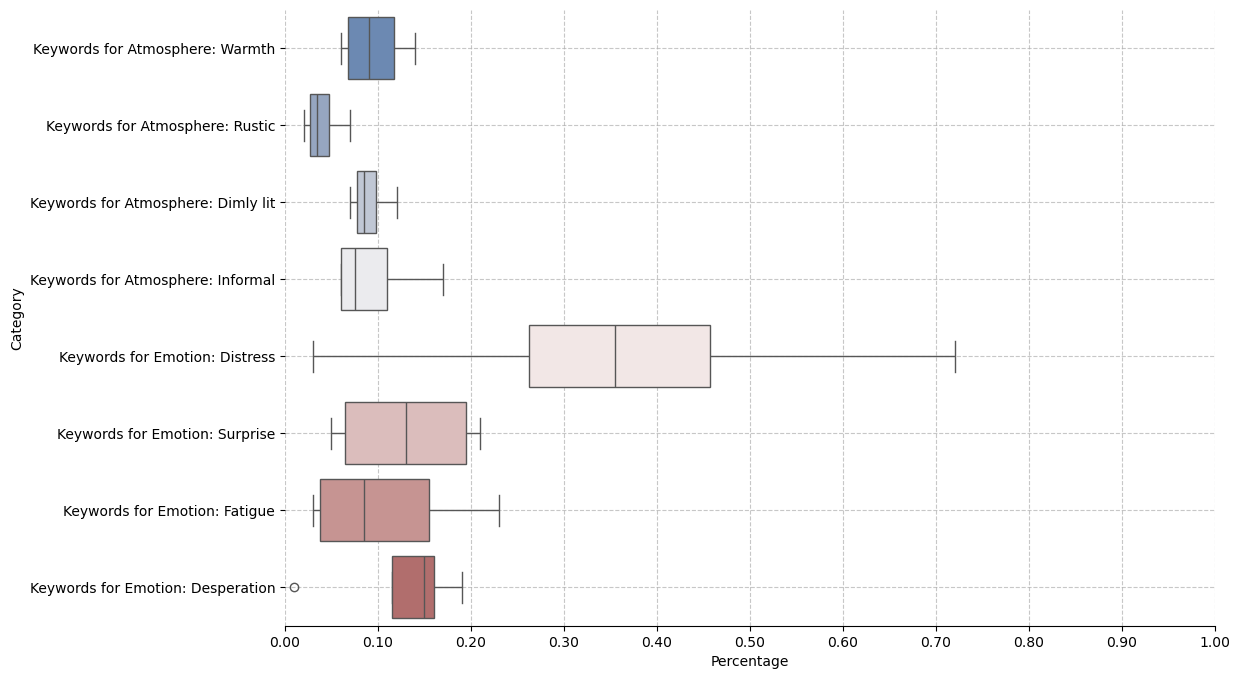 Keywords for Atmosphere: Warmth
Keywords for Atmosphere: Rustic
Keywords for Atmosphere: Dimly lit
Keywords for Atmosphere: Informal
Keywords for Emotion: Distress
Keywords for Emotion: Surprise
Keywords for Emotion: Fatigue
Keywords for Emotion: Desperation
Category
0.00 0.10 0.20 0.30 0.40 0.50 0.60 0.70 0.80 0.90 1.00
Percentage